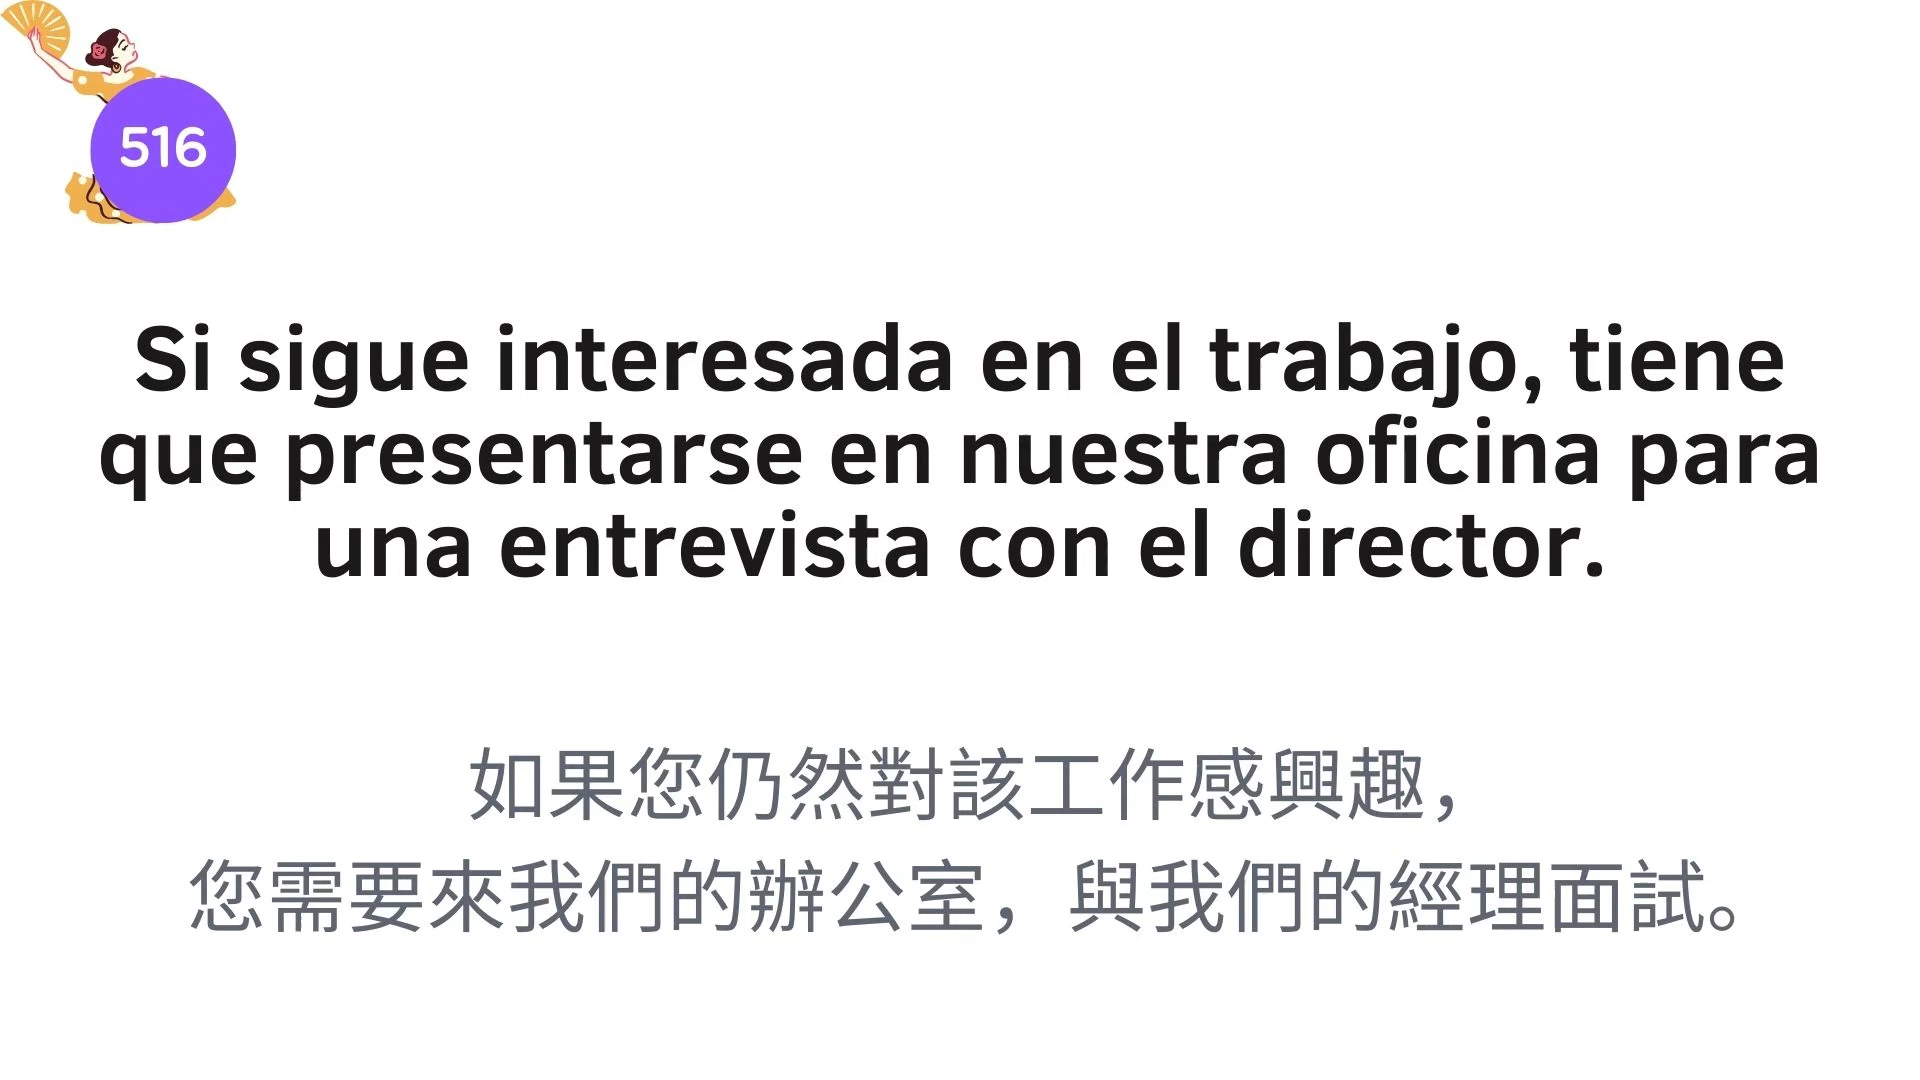 516
Si sigue interesada en el trabajo, tiene
que presentarse en nuestra oficina para
una entrevista con el director.
如果您仍然對該工作感興趣，
您需要來我們的辦公室，與我們的經理面試。